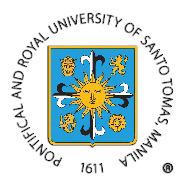 PONTIFICAL AND ROYAL UNIVERSITY OF SANTO TOMAS, MANILA
1611 ®